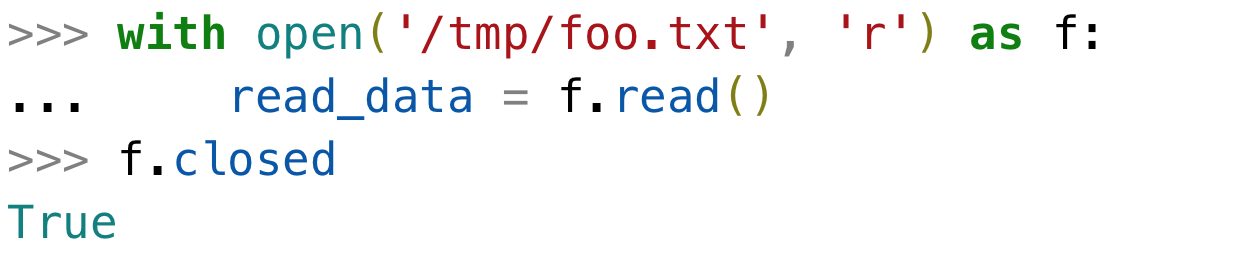 >>> with open('/tmp/foo.txt', 'r') as f:
...     read_data = f.read()
>>> f.closed
True